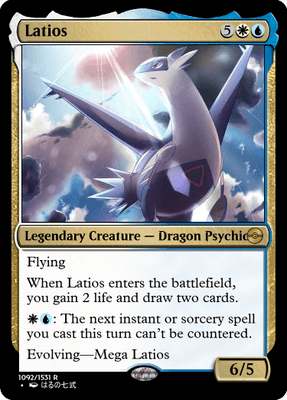 Latios 5
Legendary Creature — Dragon Psychic
Flying
When Latios enters the battlefield,
you gain 2 life and draw two cards.
: The next instant or sorcery spell
you cast this turn can't be countered.
Evolving—Mega Latios
6/5
1092/1531 R
はるの七式